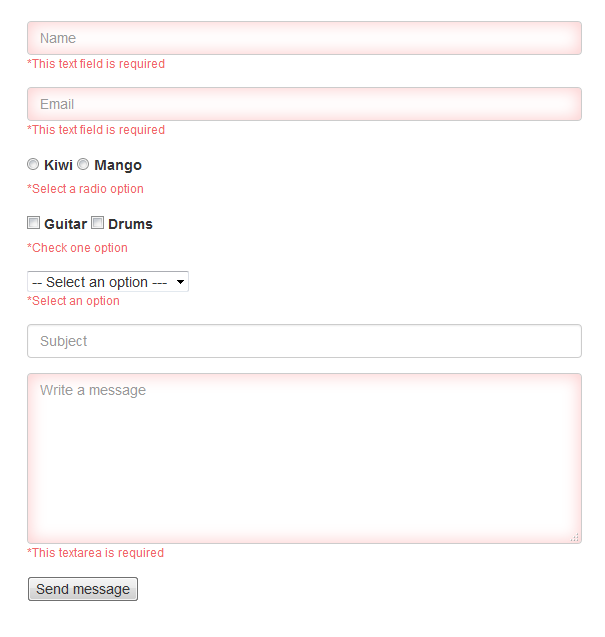 Name
*This text field is required
Email
*This text field is required
Kiwi Mango
*Select a radio option
Guitar Drums
*Check one option
-- Select an option ---
*Select an option
Subject
Write a message
*This textarea is required
Send message